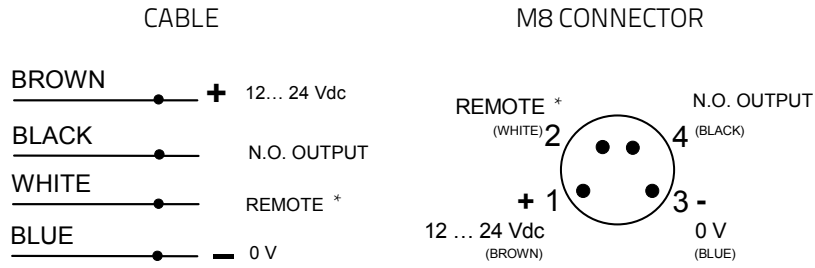 CABLE
BROWN
+ 12... 24 Vdc
BLACK
N.O. OUTPUT
WHITE
REMOTE *
BLUE
- 0 V
M8 CONNECTOR
REMOTE *
(WHITE) 2
N.O. OUTPUT
4 (BLACK)
+ 1
12 ... 24 Vdc
(BROWN)
3 -
0 V
(BLUE)